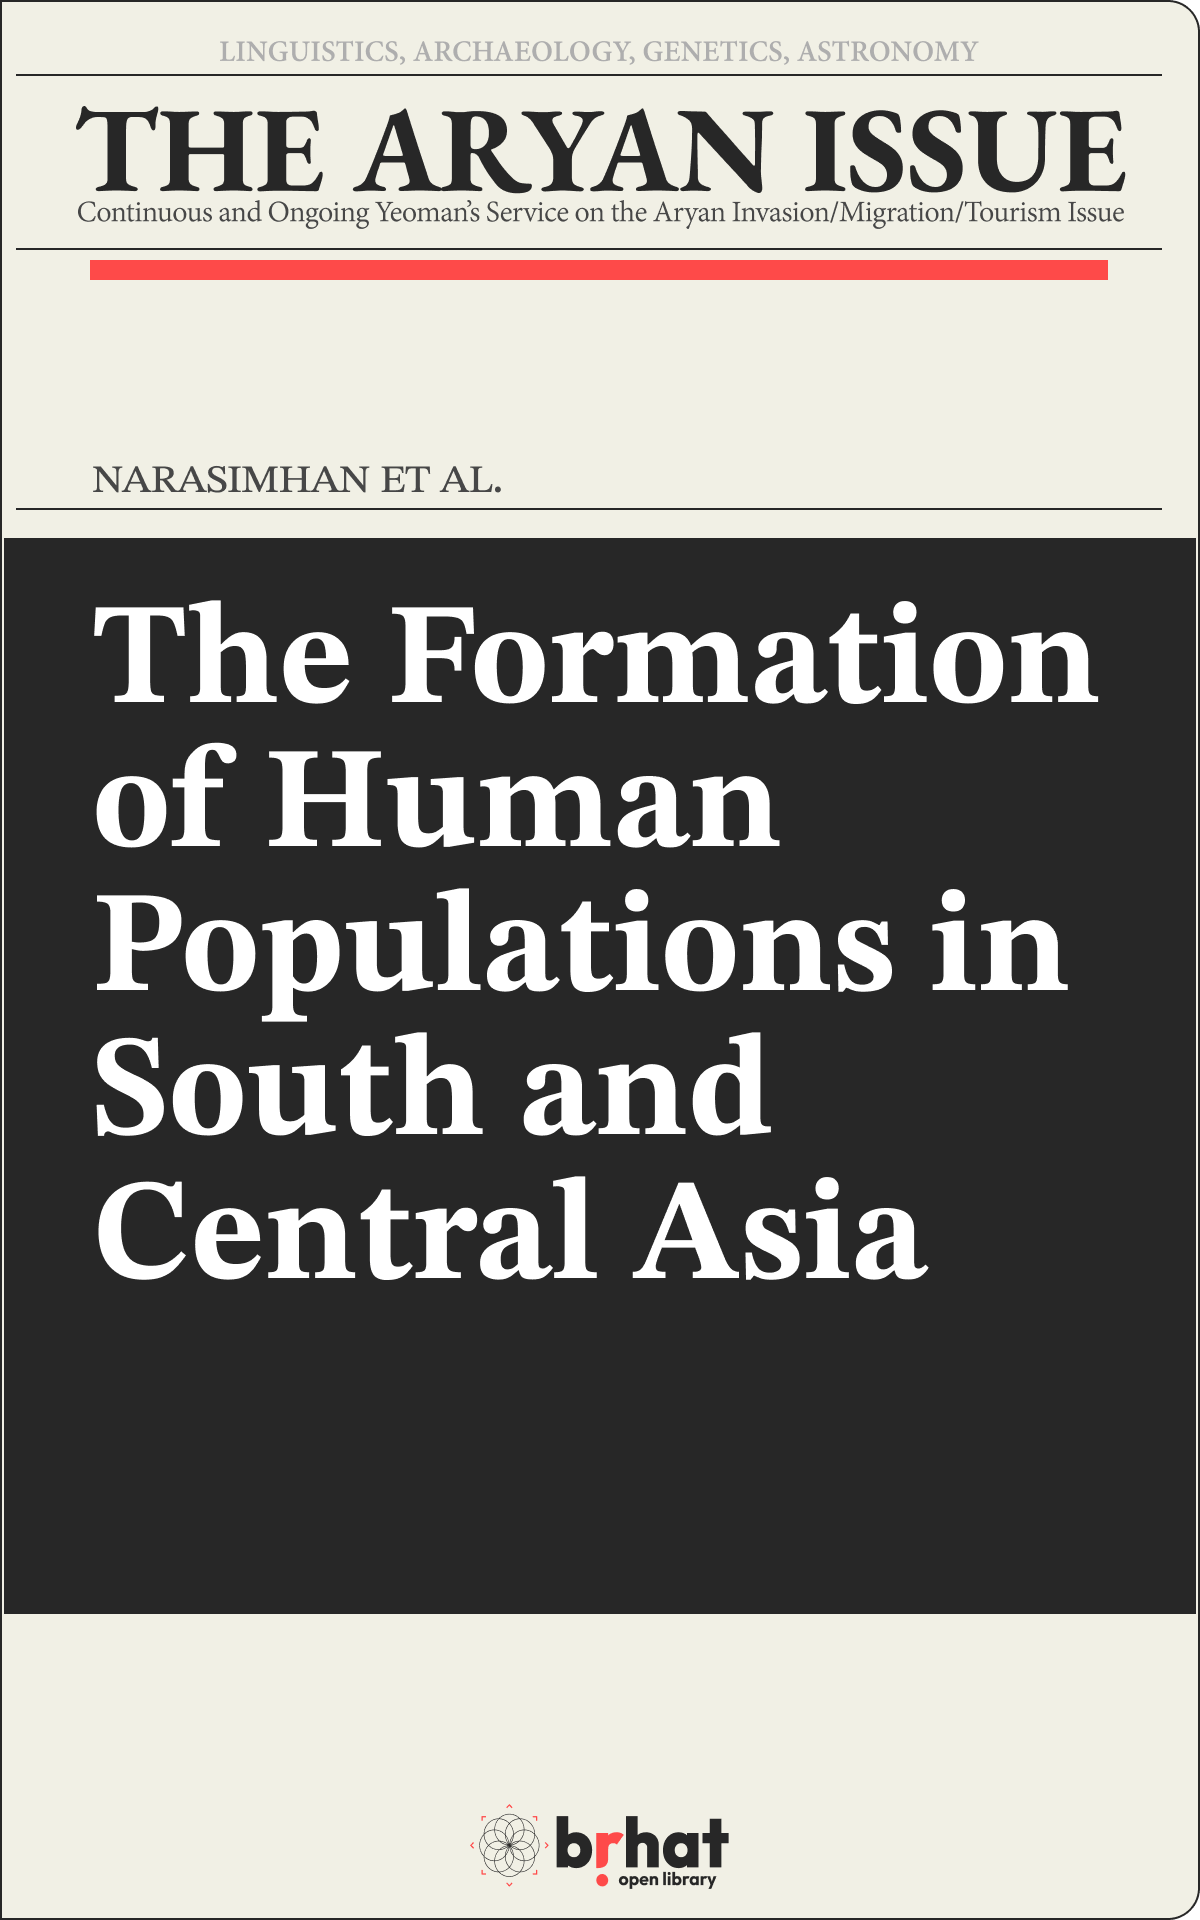 LINGUISTICS, ARCHAEOLOGY, GENETICS, ASTRONOMY
THE ARYAN ISSUE
Continuous and Ongoing Yeoman’s Service on the Aryan Invasion/Migration/Tourism Issue
NARASIMHAN ET AL.
The Formation
of Human
Populations in
South and
Central Asia
bṛhat
open library